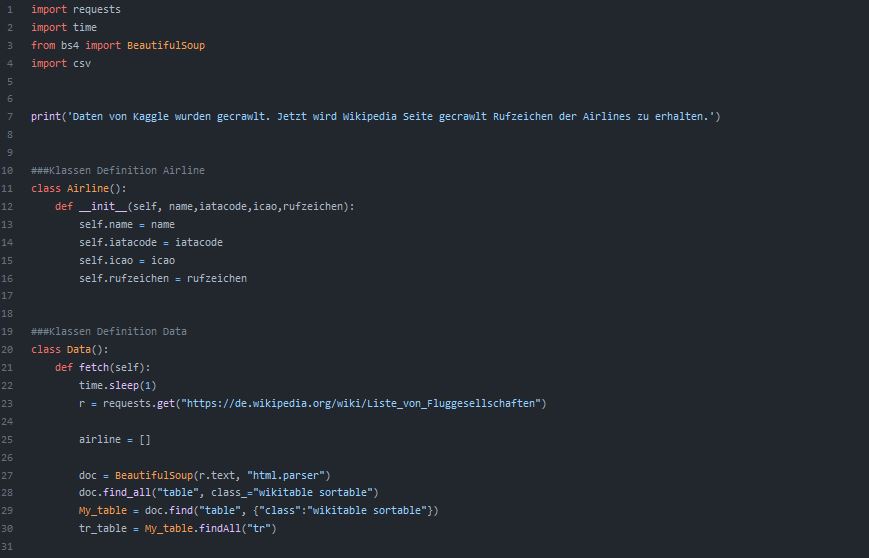 1 import requests
2 import time
3 from bs4 import BeautifulSoup
4 import csv
5
6
7 print('Daten von Kaggle wurden gecrawlt. Jetzt wird Wikipedia Seite gecrawlt Rufzeichen der Airlines zu erhalten.')
8
9
10 ###Klassen Definition Airline
11 class Airline():
12     def __init__(self, name,iatacode,icao,rufzeichen):
13         self.name = name
14         self.iatacode = iatacode
15         self.icao = icao
16         self.rufzeichen = rufzeichen
17
18
19 ###Klassen Definition Data
20 class Data():
21     def fetch(self):
22         time.sleep(1)
23         r = requests.get("https://de.wikipedia.org/wiki/Liste_von_Fluggesellschaften")
24
25         airline = []
26
27         doc = BeautifulSoup(r.text, "html.parser")
28         doc.find_all("table", class_="wikitable sortable")
29         My_table = doc.find("table", {"class":"wikitable sortable"})
30         tr_table = My_table.findAll("tr")
31